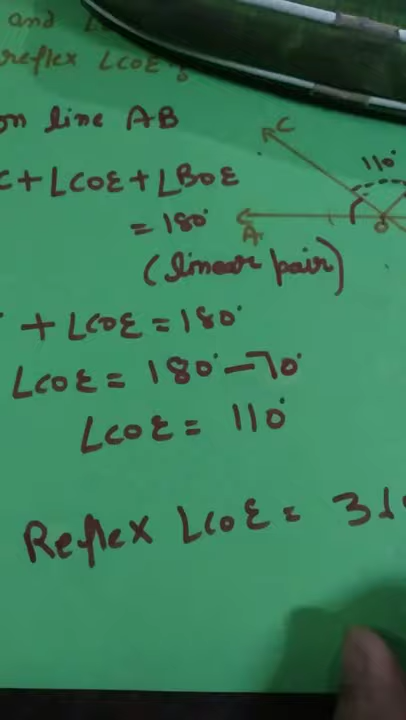 and
reflex ∠COE
on line AB
C
110°
C+∠COE+∠BOE
= 180°
A
O
(linear pair)
+ ∠COE = 180°
∠COE = 180° - 70°
∠COE = 110°
Reflex ∠COE = 3